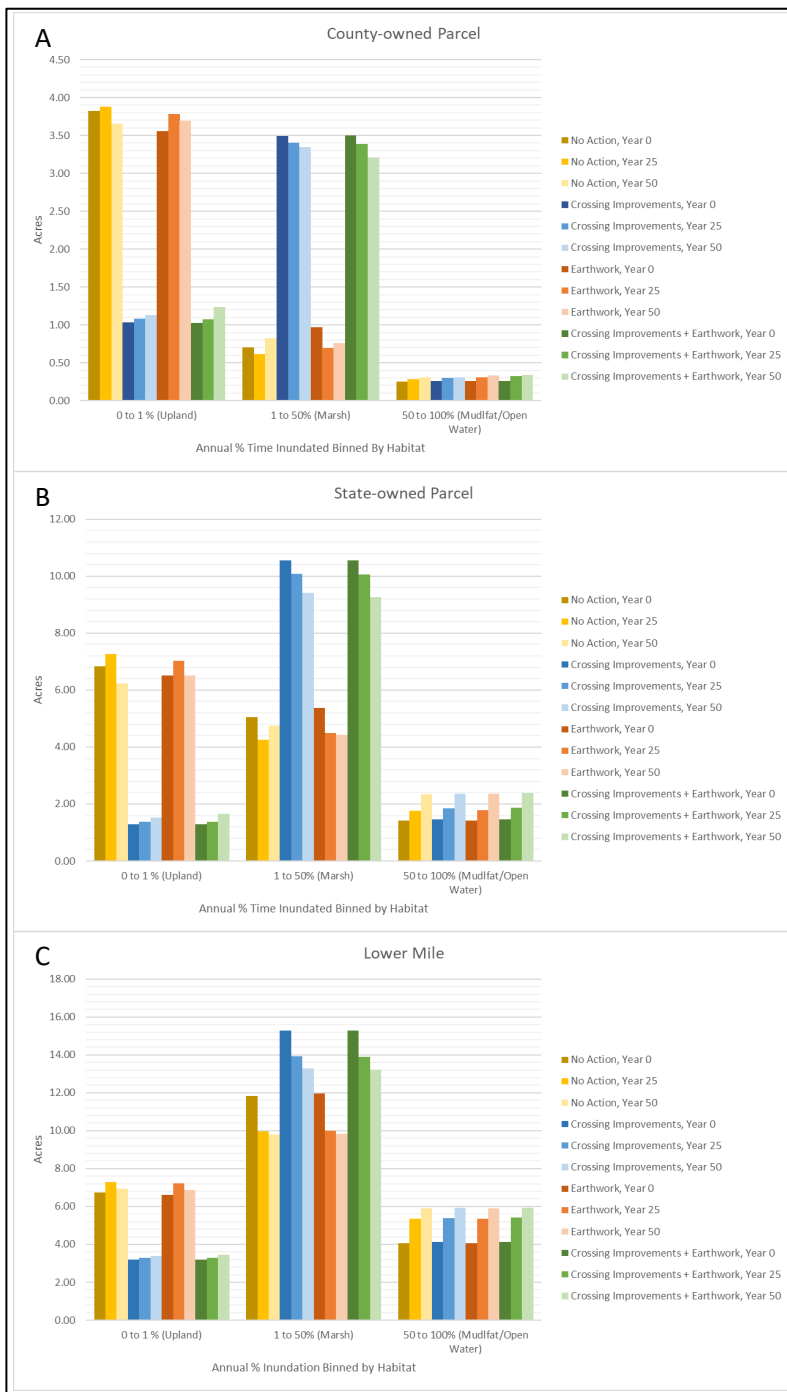 A
County-owned Parcel
4.50
4.00
3.50
3.00
2.50
2.00
1.50
1.00
0.50
0.00
Acres
0 to 1 % (Upland)
1 to 50% (Marsh)
50 to 100% (Mudlfat/Open
Water)
Annual % Time Inundated Binned By Habitat
No Action, Year 0
No Action, Year 25
No Action, Year 50
Crossing Improvements, Year 0
Crossing Improvements, Year 25
Crossing Improvements, Year 50
Earthwork, Year 0
Earthwork, Year 25
Earthwork, Year 50
Crossing Improvements + Earthwork, Year 0
Crossing Improvements + Earthwork, Year 25
Crossing Improvements + Earthwork, Year 50
B
State-owned Parcel
12.00
10.00
8.00
6.00
4.00
2.00
0.00
Acres
0 to 1 % (Upland)
1 to 50% (Marsh)
50 to 100% (Mudlfat/Open
Water)
Annual % Time Inundated Binned by Habitat
No Action, Year 0
No Action, Year 25
No Action, Year 50
Crossing Improvements, Year 0
Crossing Improvements, Year 25
Crossing Improvements, Year 50
Earthwork, Year 0
Earthwork, Year 25
Earthwork, Year 50
Crossing Improvements + Earthwork, Year 0
Crossing Improvements + Earthwork, Year 25
Crossing Improvements + Earthwork, Year 50
C
Lower Mile
18.00
16.00
14.00
12.00
10.00
8.00
6.00
4.00
2.00
0.00
Acres
0 to 1 % (Upland)
1 to 50% (Marsh)
50 to 100% (Mudlfat/Open
Water)
Annual % Inundation Binned by Habitat
No Action, Year 0
No Action, Year 25
No Action, Year 50
Crossing Improvements, Year 0
Crossing Improvements, Year 25
Crossing Improvements, Year 50
Earthwork, Year 0
Earthwork, Year 25
Earthwork, Year 50
Crossing Improvements + Earthwork, Year 0
Crossing Improvements + Earthwork, Year 25
Crossing Improvements + Earthwork, Year 50